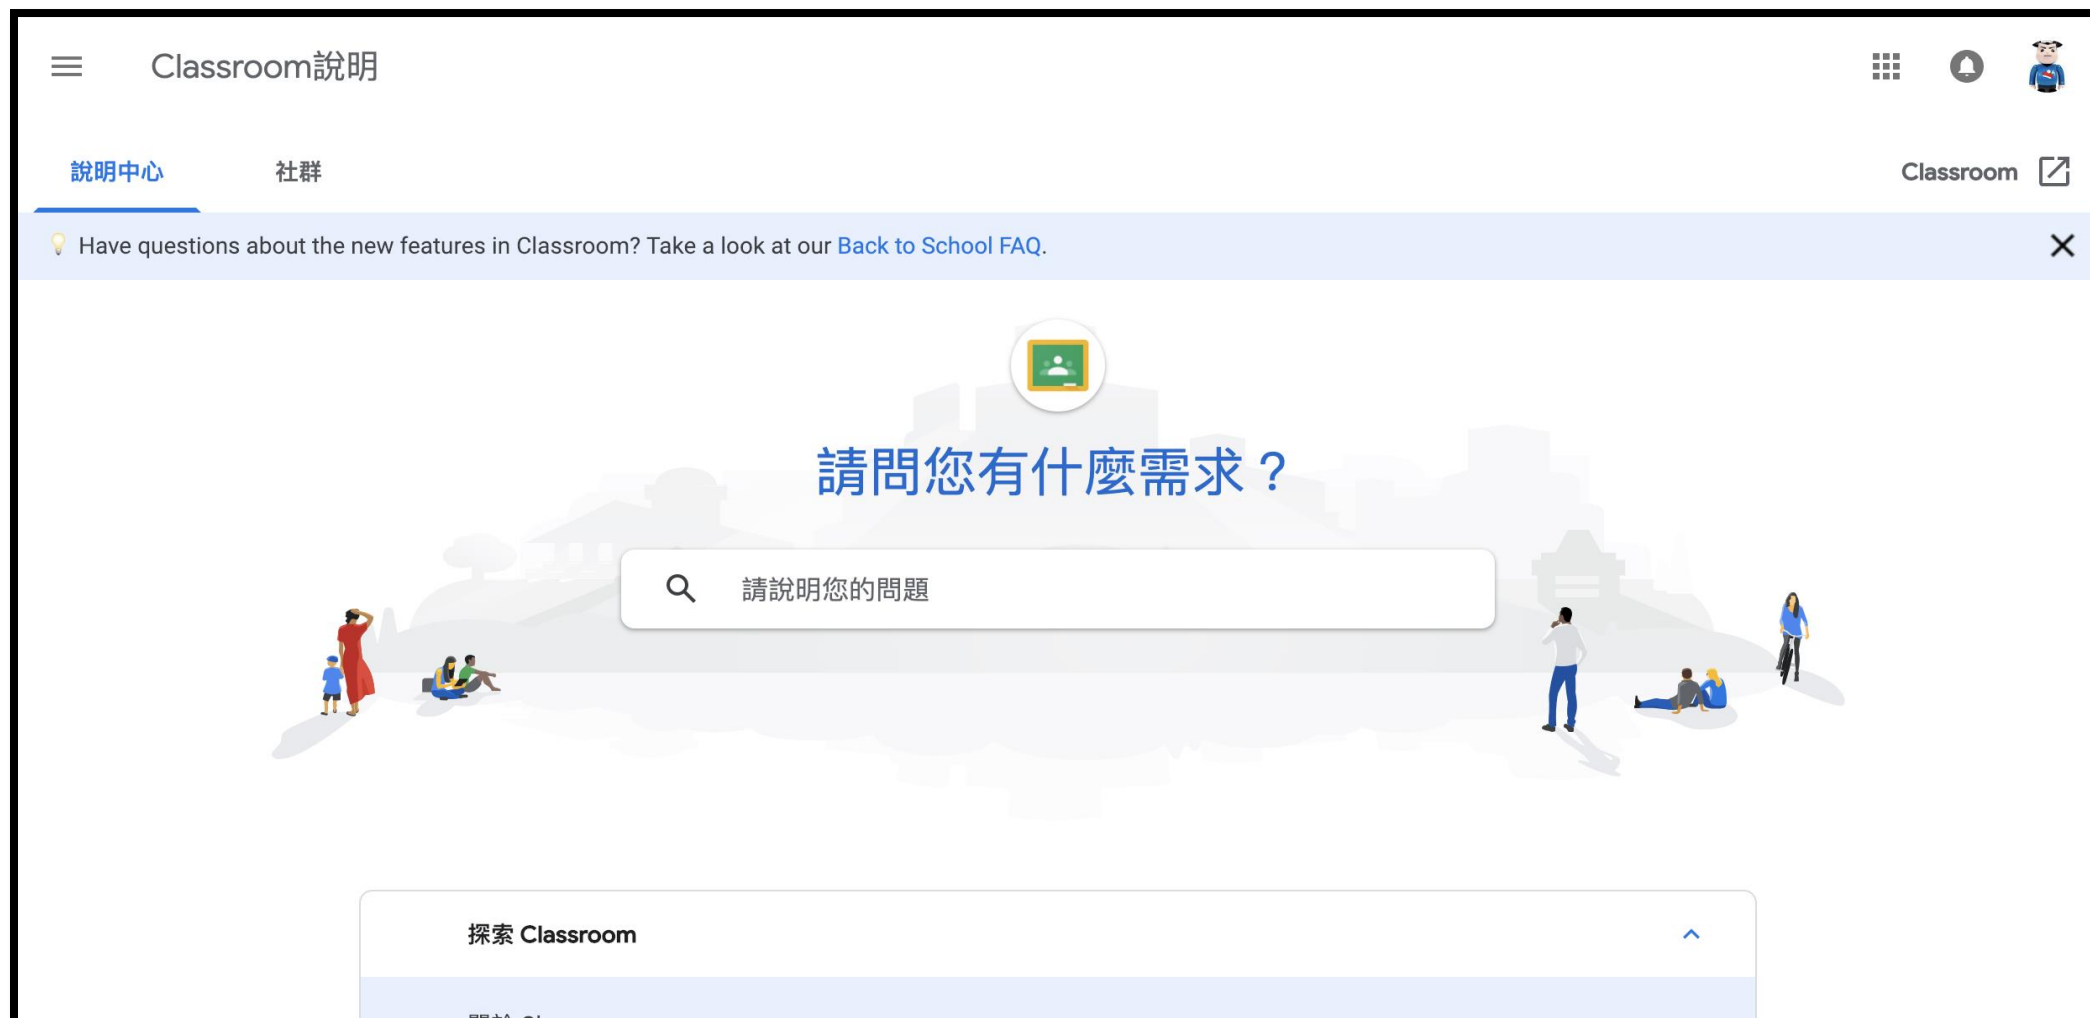 Classroom說明
說明中心
社群
Classroom
Have questions about the new features in Classroom? Take a look at our Back to School FAQ.
請問您有什麼需求？
請說明您的問題
探索 Classroom